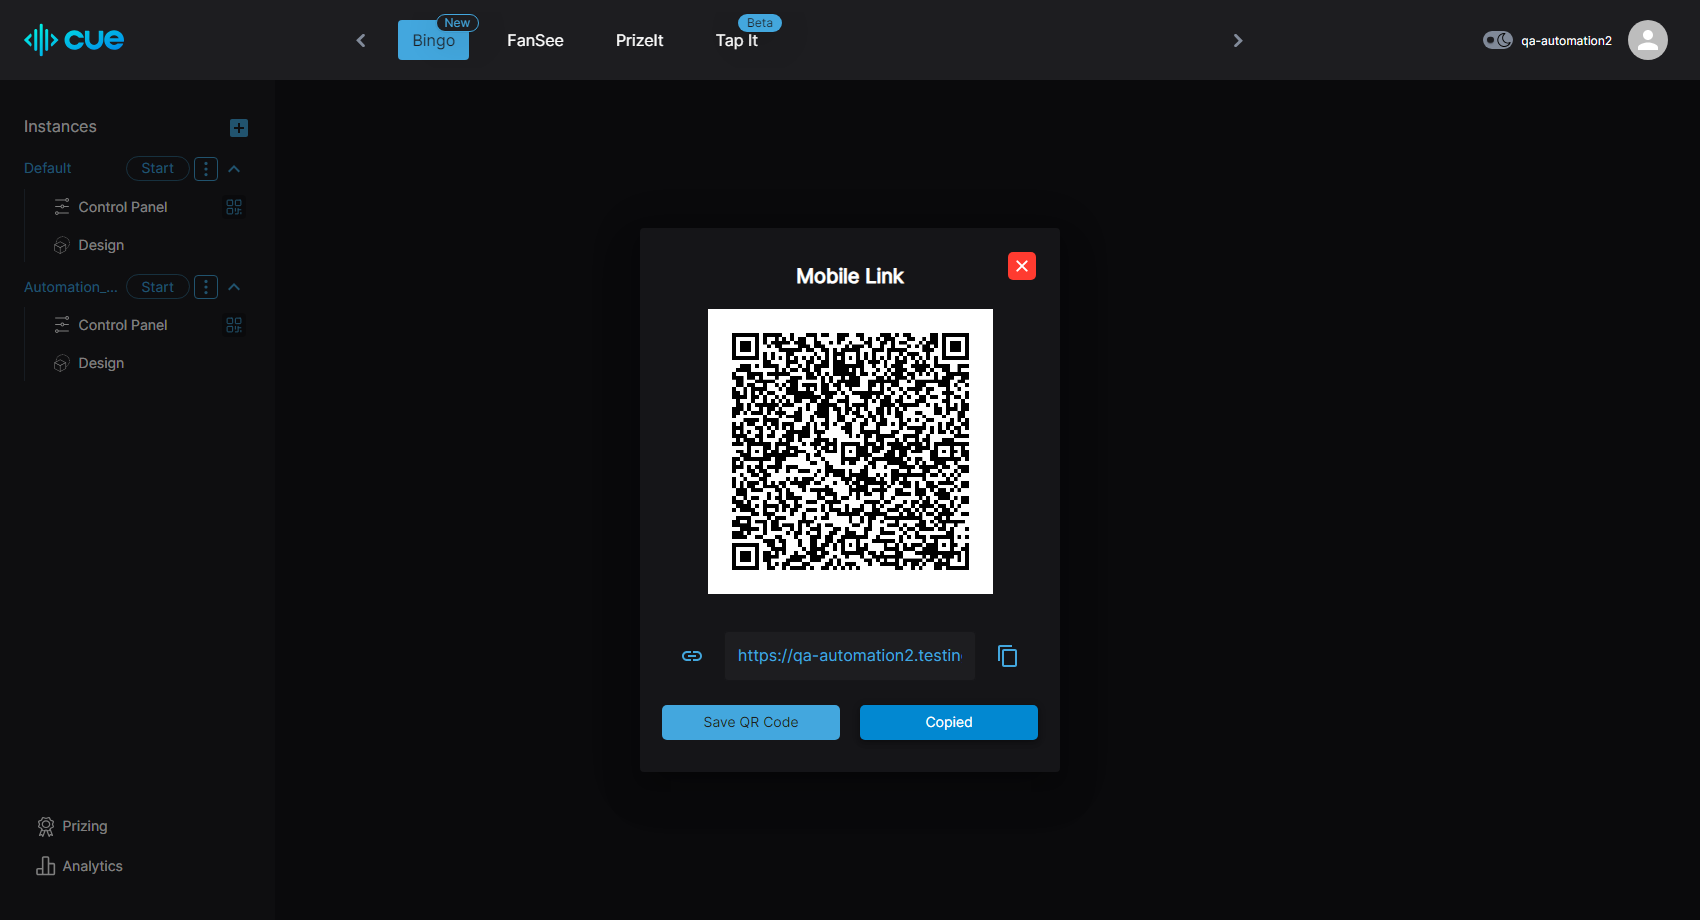 cue
Bingo
New
FanSee
PrizeIt
Tap It
Beta
qa-automation2
Instances
Default
Start
Control Panel
Design
Automation_...
Start
Control Panel
Design
Mobile Link
https://qa-automation2.testin
Save QR Code
Copied
Prizing
Analytics